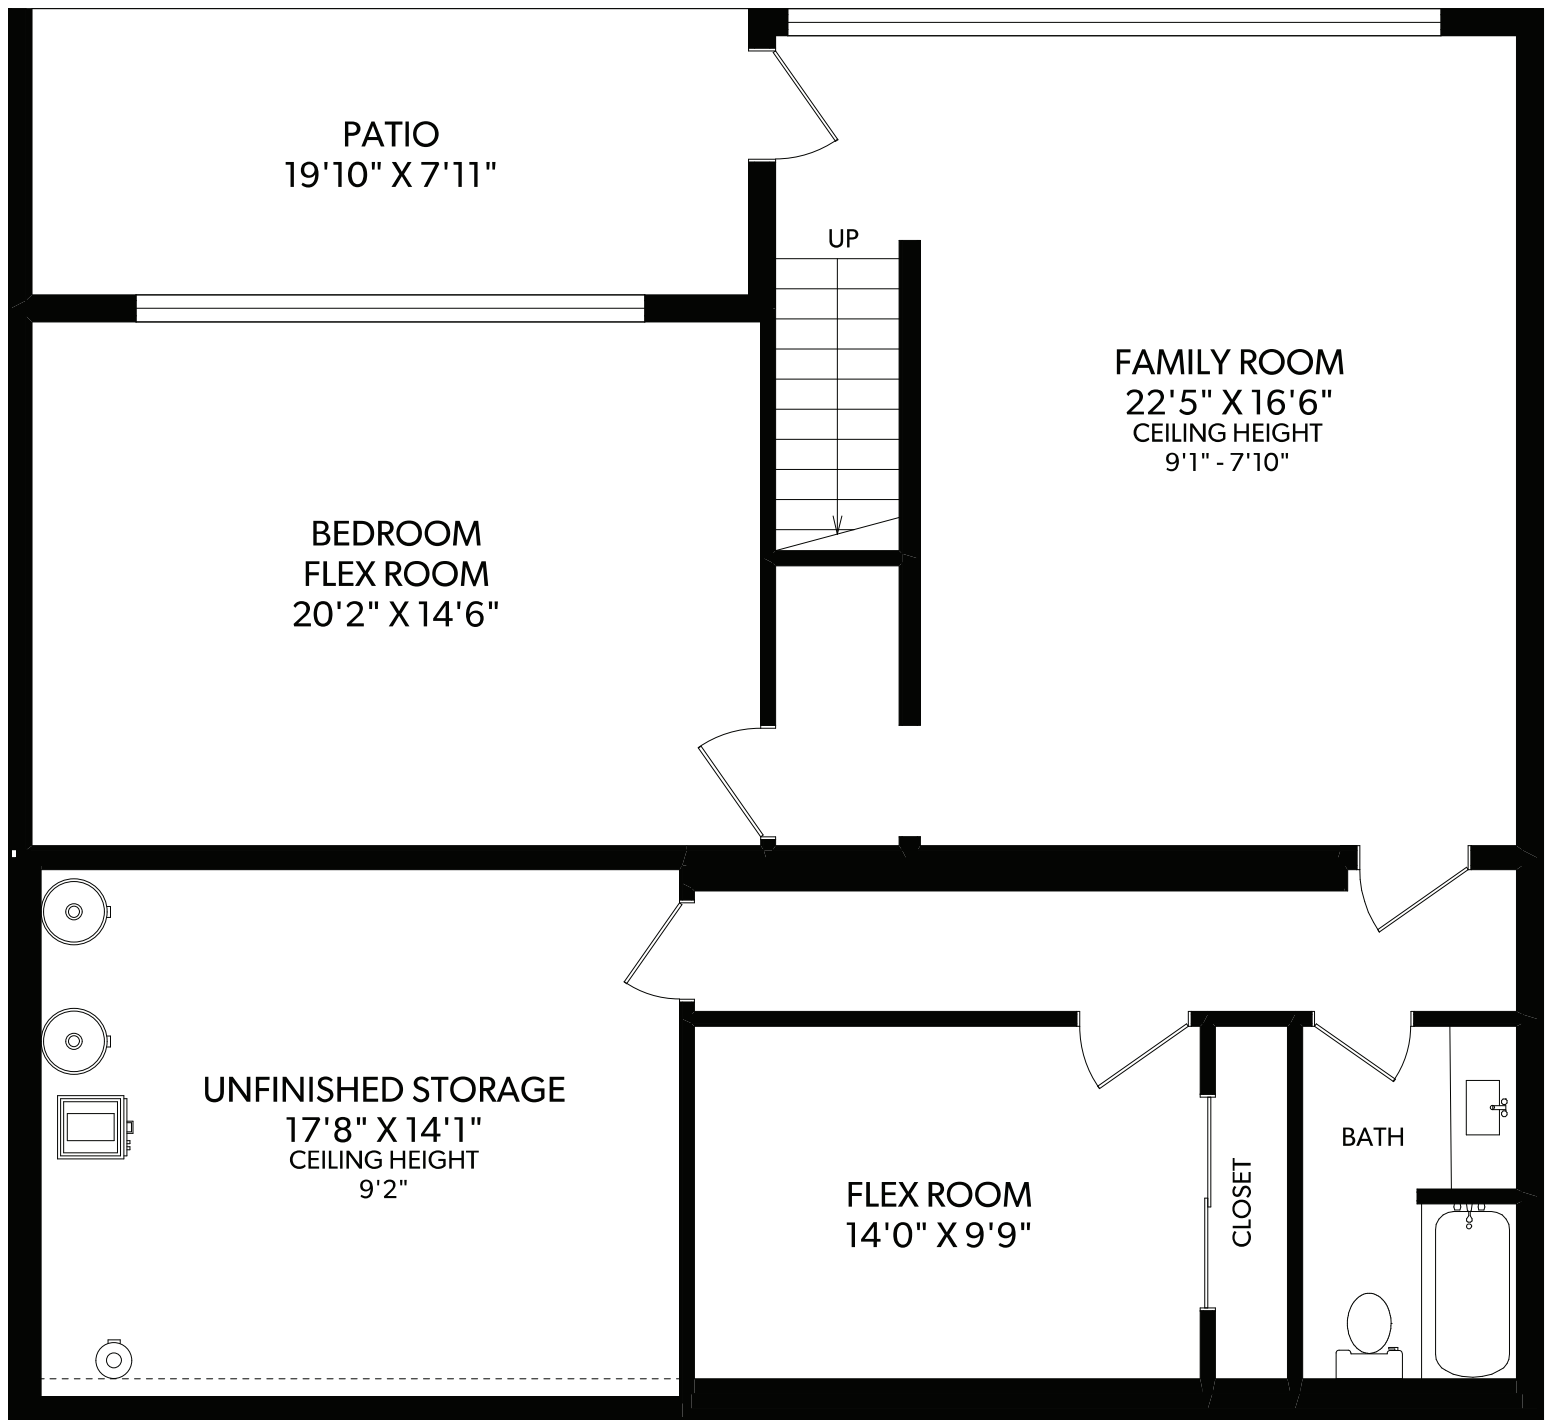 PATIO
19'10" X 7'11"
UP
FAMILY ROOM
22'5" X 16'6"
CEILING HEIGHT
9'1" - 7'10"
BEDROOM
FLEX ROOM
20'2" X 14'6"
UNFINISHED STORAGE
17'8" X 14'1"
CEILING HEIGHT
9'2"
FLEX ROOM
14'0" X 9'9"
CLOSET
BATH